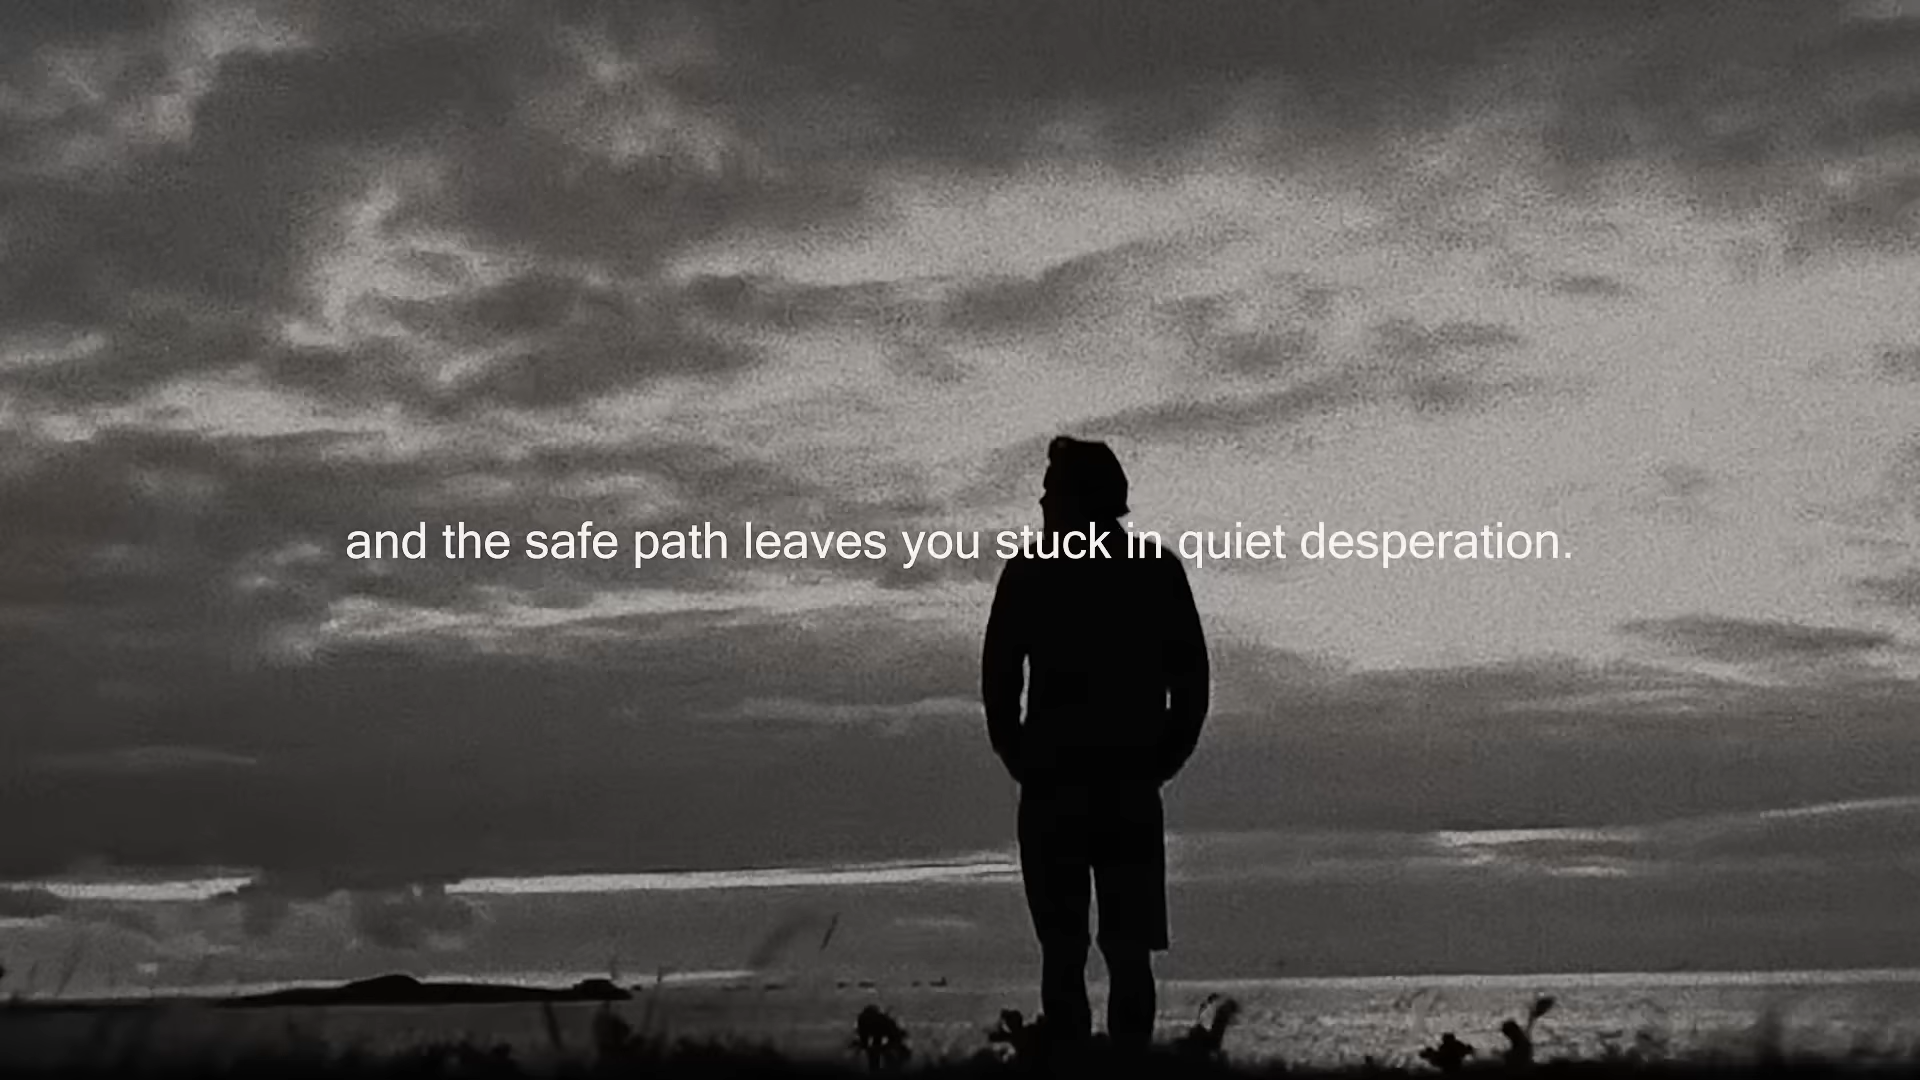 and the safe path leaves you stuck in quiet desperation.